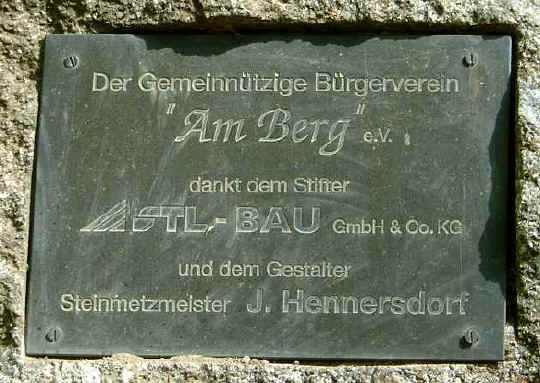 Der Gemeinnützige Bürgerverein
"Am Berg" e.V.
dankt dem Stifter
STL-BAU GmbH & Co. KG
und dem Gestalter
Steinmetzmeister J. Hennersdorf